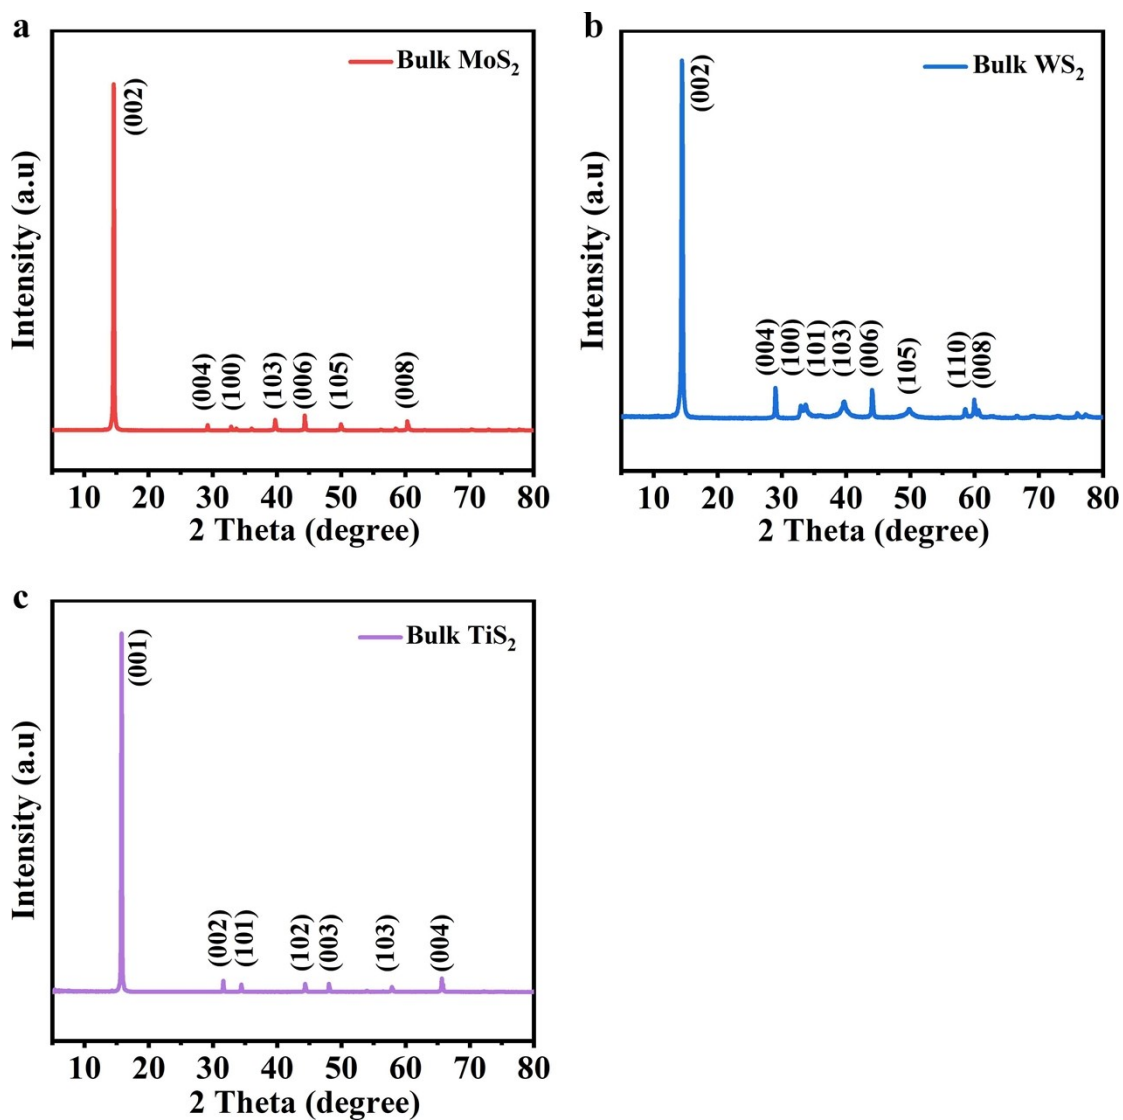 a
Bulk MoS₂
(002)
(004)
(100)
(103)
(006)
(105)
(008)
Intensity (a.u)
10 20 30 40 50 60 70 80
2 Theta (degree)
b
Bulk WS₂
(002)
(004)
(100)
(101)
(103)
(006)
(105)
(110)
(008)
Intensity (a.u)
10 20 30 40 50 60 70 80
2 Theta (degree)
c
Bulk TiS₂
(001)
(002)
(101)
(102)
(003)
(103)
(004)
Intensity (a.u)
10 20 30 40 50 60 70 80
2 Theta (degree)